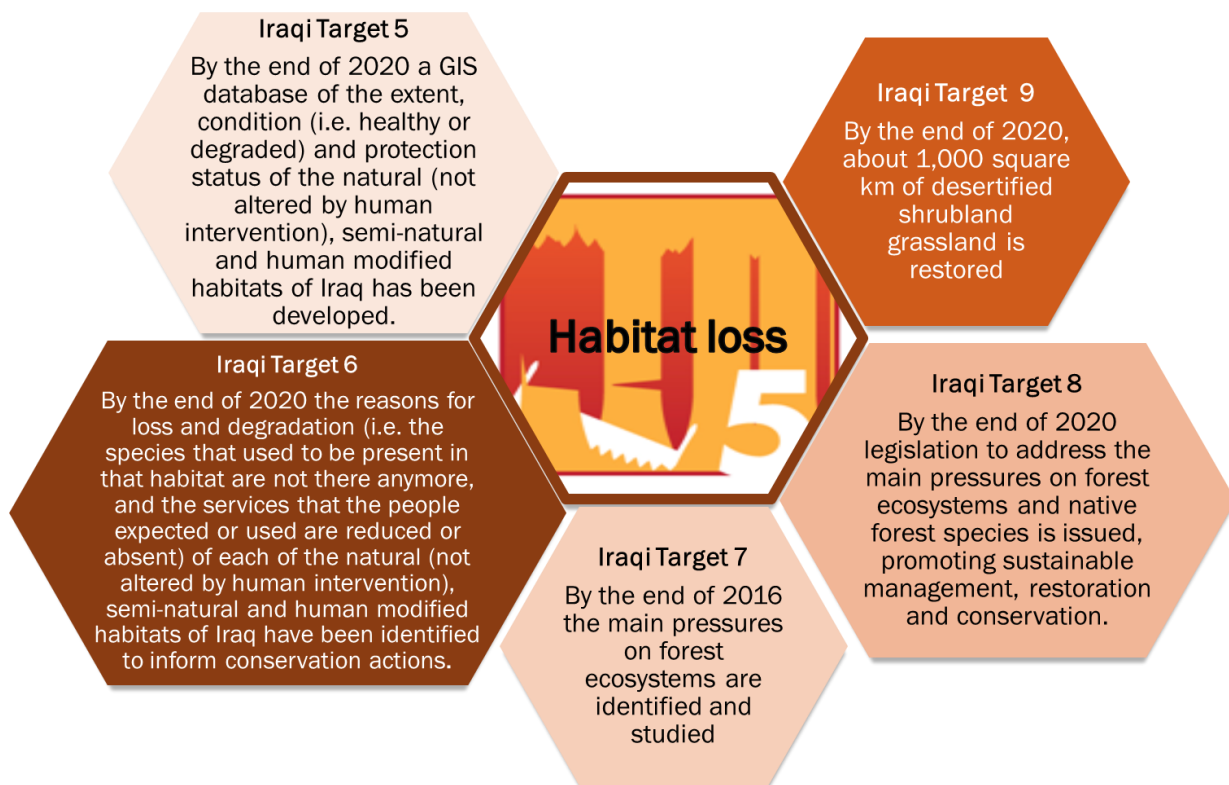 Iraqi Target 5
By the end of 2020 a GIS
database of the extent,
condition (i.e. healthy or
degraded) and protection
status of the natural (not
altered by human
intervention), semi-natural
and human modified
habitats of Iraq has been
developed.
Iraqi Target 9
By the end of 2020,
about 1,000 square
km of desertified
shrubland
grassland is
restored
Habitat loss
5
Iraqi Target 6
By the end of 2020 the reasons for
loss and degradation (i.e. the
species that used to be present in
that habitat are not there anymore,
and the services that the people
expected or used are reduced or
absent) of each of the natural (not
altered by human intervention),
semi-natural and human modified
habitats of Iraq have been identified
to inform conservation actions.
Iraqi Target 8
By the end of 2020
legislation to address the
main pressures on forest
ecosystems and native
forest species is issued,
promoting sustainable
management, restoration
and conservation.
Iraqi Target 7
By the end of 2016
the main pressures
on forest
ecosystems are
identified and
studied